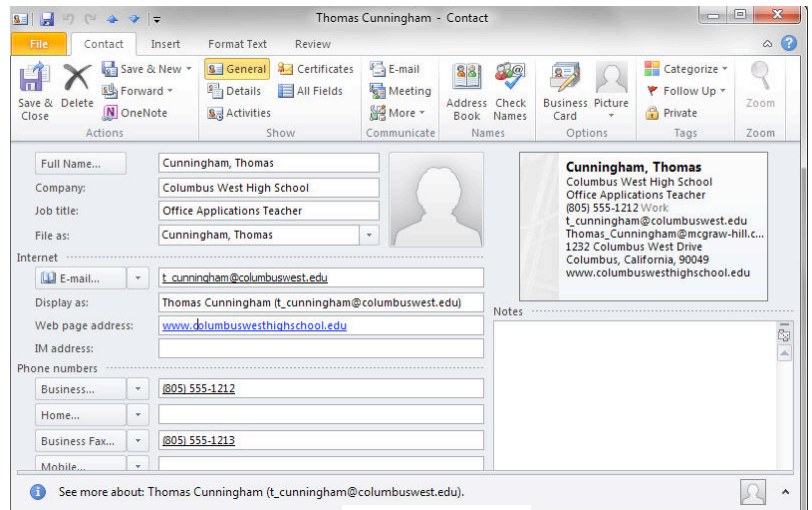 Thomas Cunningham - Contact
File Contact Insert Format Text Review
Save & Close
Delete
Save & New
Forward
OneNote
Actions
General
Details
Activities
Certificates
All Fields
Show
E-mail
Meeting
More
Communicate
Address Book
Check Names
Names
Business Card
Picture
Options
Categorize
Follow Up
Private
Tags
Zoom
Zoom
Full Name... Cunningham, Thomas
Company: Columbus West High School
Job title: Office Applications Teacher
File as: Cunningham, Thomas
Internet
E-mail... t_cunningham@columbuswest.edu
Display as: Thomas Cunningham (t_cunningham@columbuswest.edu)
Web page address: www.columbuswesthighschool.edu
IM address:
Phone numbers
Business... (805) 555-1212
Home...
Business Fax... (805) 555-1213
Mobile...
Cunningham, Thomas
Columbus West High School
Office Applications Teacher
(805) 555-1212 Work
t_cunningham@columbuswest.edu
Thomas_Cunningham@mcgraw-hill.c...
1232 Columbus West Drive
Columbus, California, 90049
www.columbuswesthighschool.edu
Notes
See more about: Thomas Cunningham (t_cunningham@columbuswest.edu).